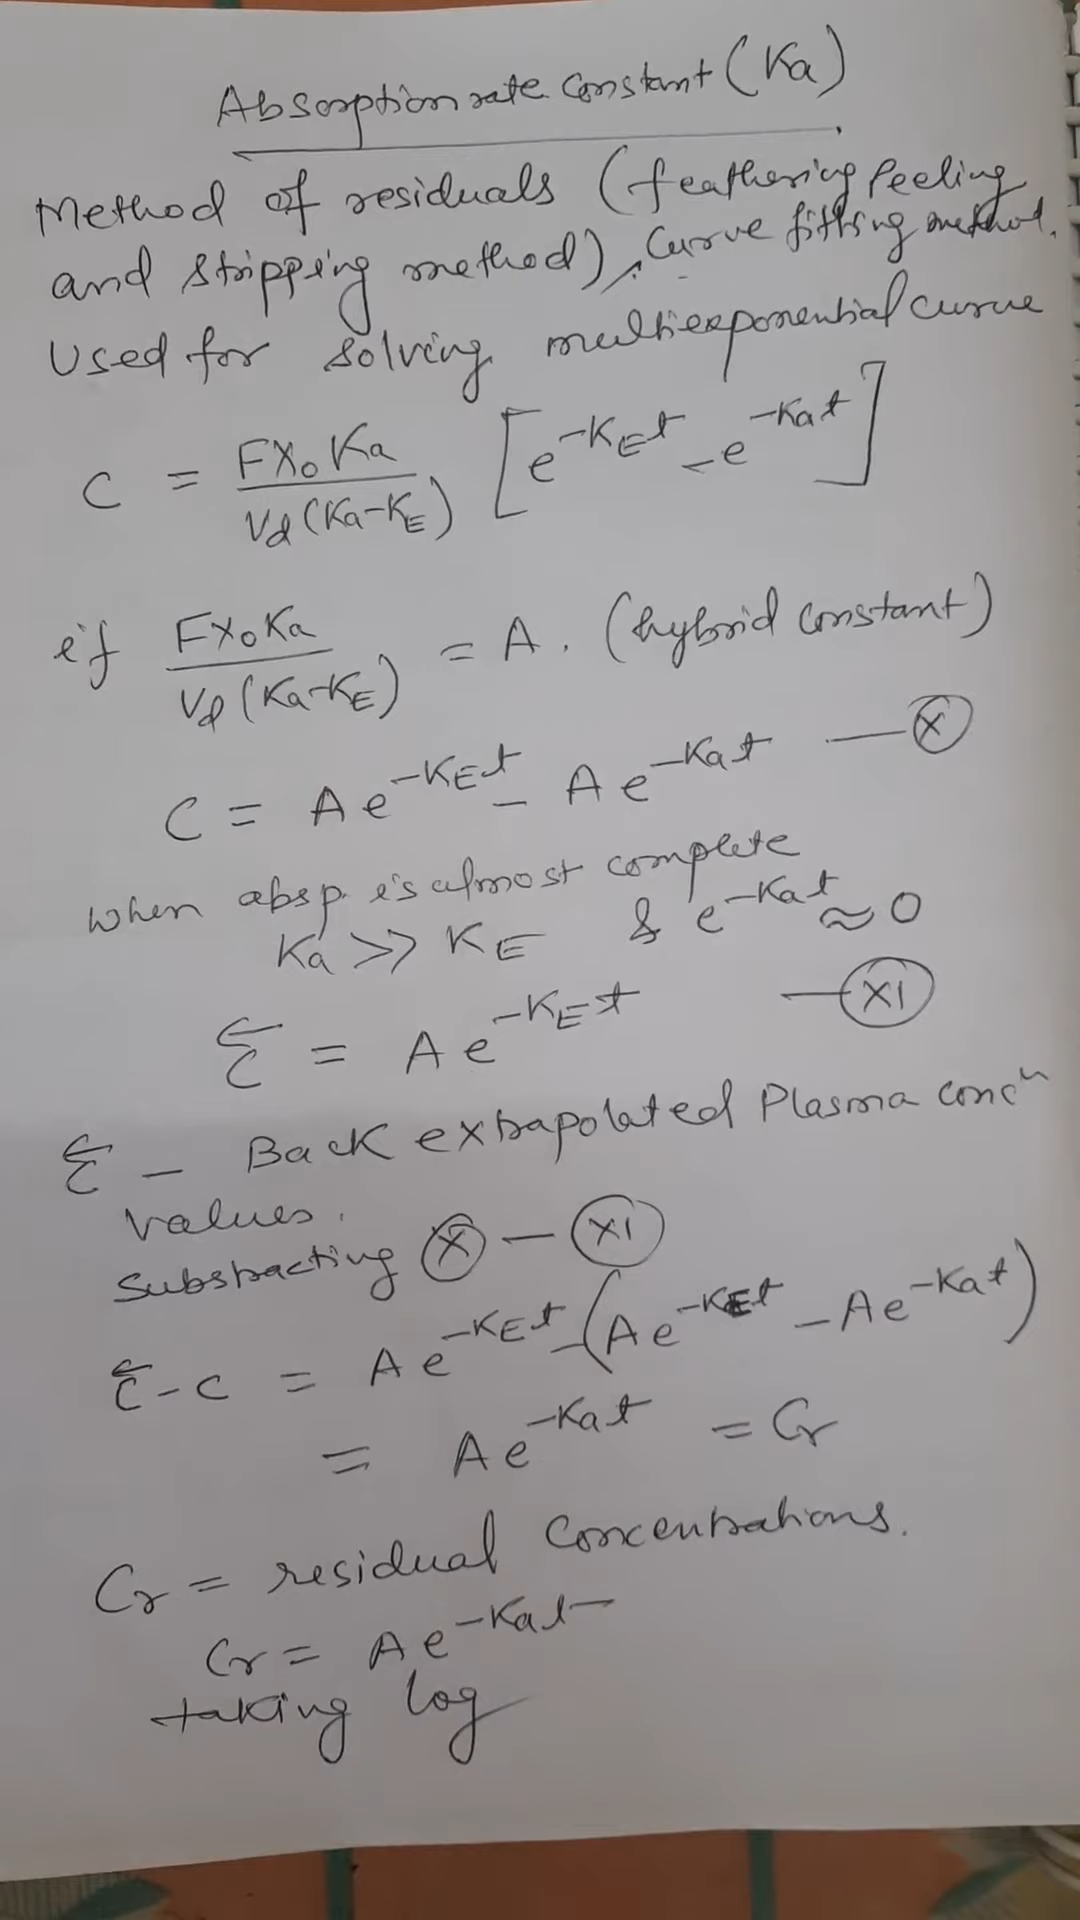 Absorption rate constant (Ka)
Method of residuals (feathering, Peeling
and stripping method), Curve fitting method.
Used for solving multiexponential curve
C = FX₀Ka / Vd(Ka-KE) [e^-KEt - e^-Kat]
if FX₀Ka / Vd(Ka-KE) = A. (hybrid constant)
C = Ae^-KEt - Ae^-Kat — (X)
when absp. is almost complete
Ka >> KE & e^-Kat ≈ 0
C⃖ = Ae^-KEt — (XI)
C⃖ - Back extrapolated Plasma concⁿ
values.
Substracting (X) - (XI)
C⃖-C = Ae^-KEt - (Ae^-KEt - Ae^-Kat)
= Ae^-Kat = Cr
Cr = residual concentrations.
Cr = Ae^-Kat
taking log